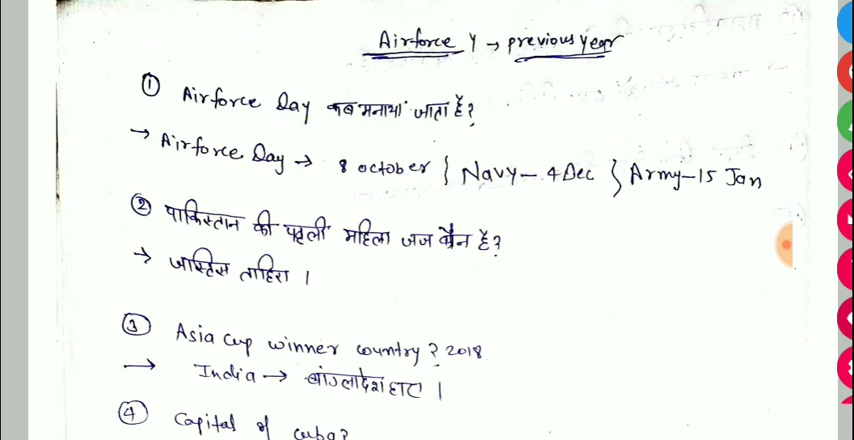 Airforce Y → previous year
① Airforce Day कब मनाया जाता है?
→ Airforce Day → 8 october } Navy - 4 Dec } Army - 15 Jan
② पाकिस्तान की पहली महिला जज कौन है?
→ जास्टिस ताहिरा ।
③ Asia cup winner country? 2018
→ India → बांग्लादेश हारा ।
④ Capital of cuba?